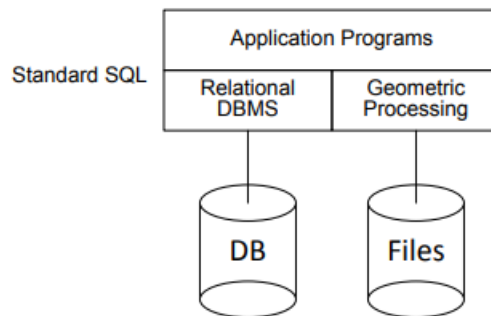 Application Programs
Standard SQL
Relational
DBMS
Geometric
Processing
DB
Files